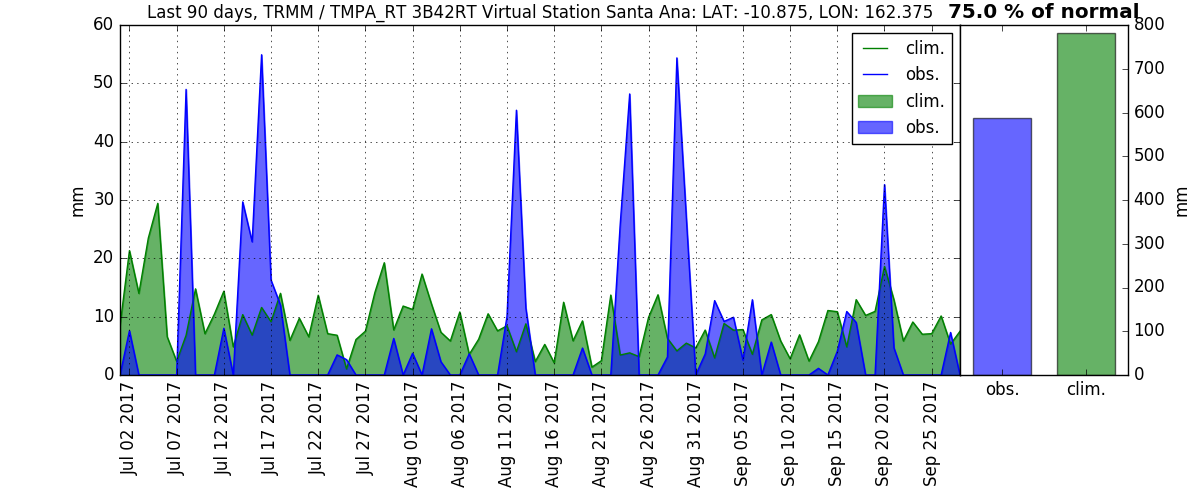 Last 90 days, TRMM / TMPA_RT 3B42RT Virtual Station Santa Ana: LAT: -10.875, LON: 162.375 75.0 % of normal
60
50
40
30
20
10
0
mm
clim.
obs.
clim.
obs.
Jul 02 2017
Jul 07 2017
Jul 12 2017
Jul 17 2017
Jul 22 2017
Jul 27 2017
Aug 01 2017
Aug 06 2017
Aug 11 2017
Aug 16 2017
Aug 21 2017
Aug 26 2017
Aug 31 2017
Sep 05 2017
Sep 10 2017
Sep 15 2017
Sep 20 2017
Sep 25 2017
800
700
600
500
400
300
200
100
0
mm
obs.
clim.